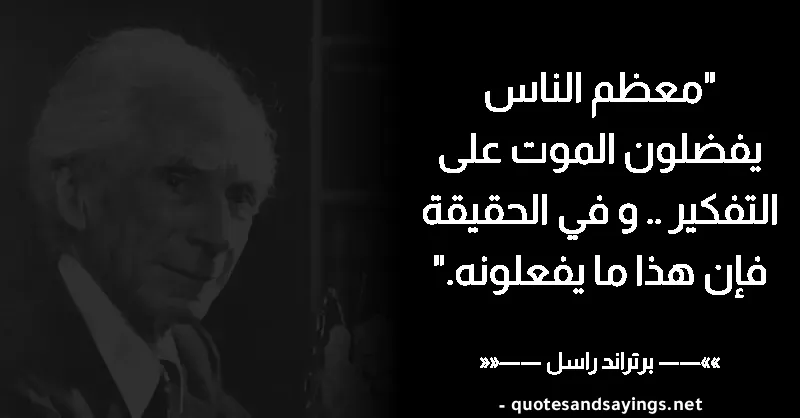 "معظم الناس
يفضلون الموت على
التفكير .. و في الحقيقة
فإن هذا ما يفعلونه."
»»—— برتراند راسل ——««
- quotesandsayings.net